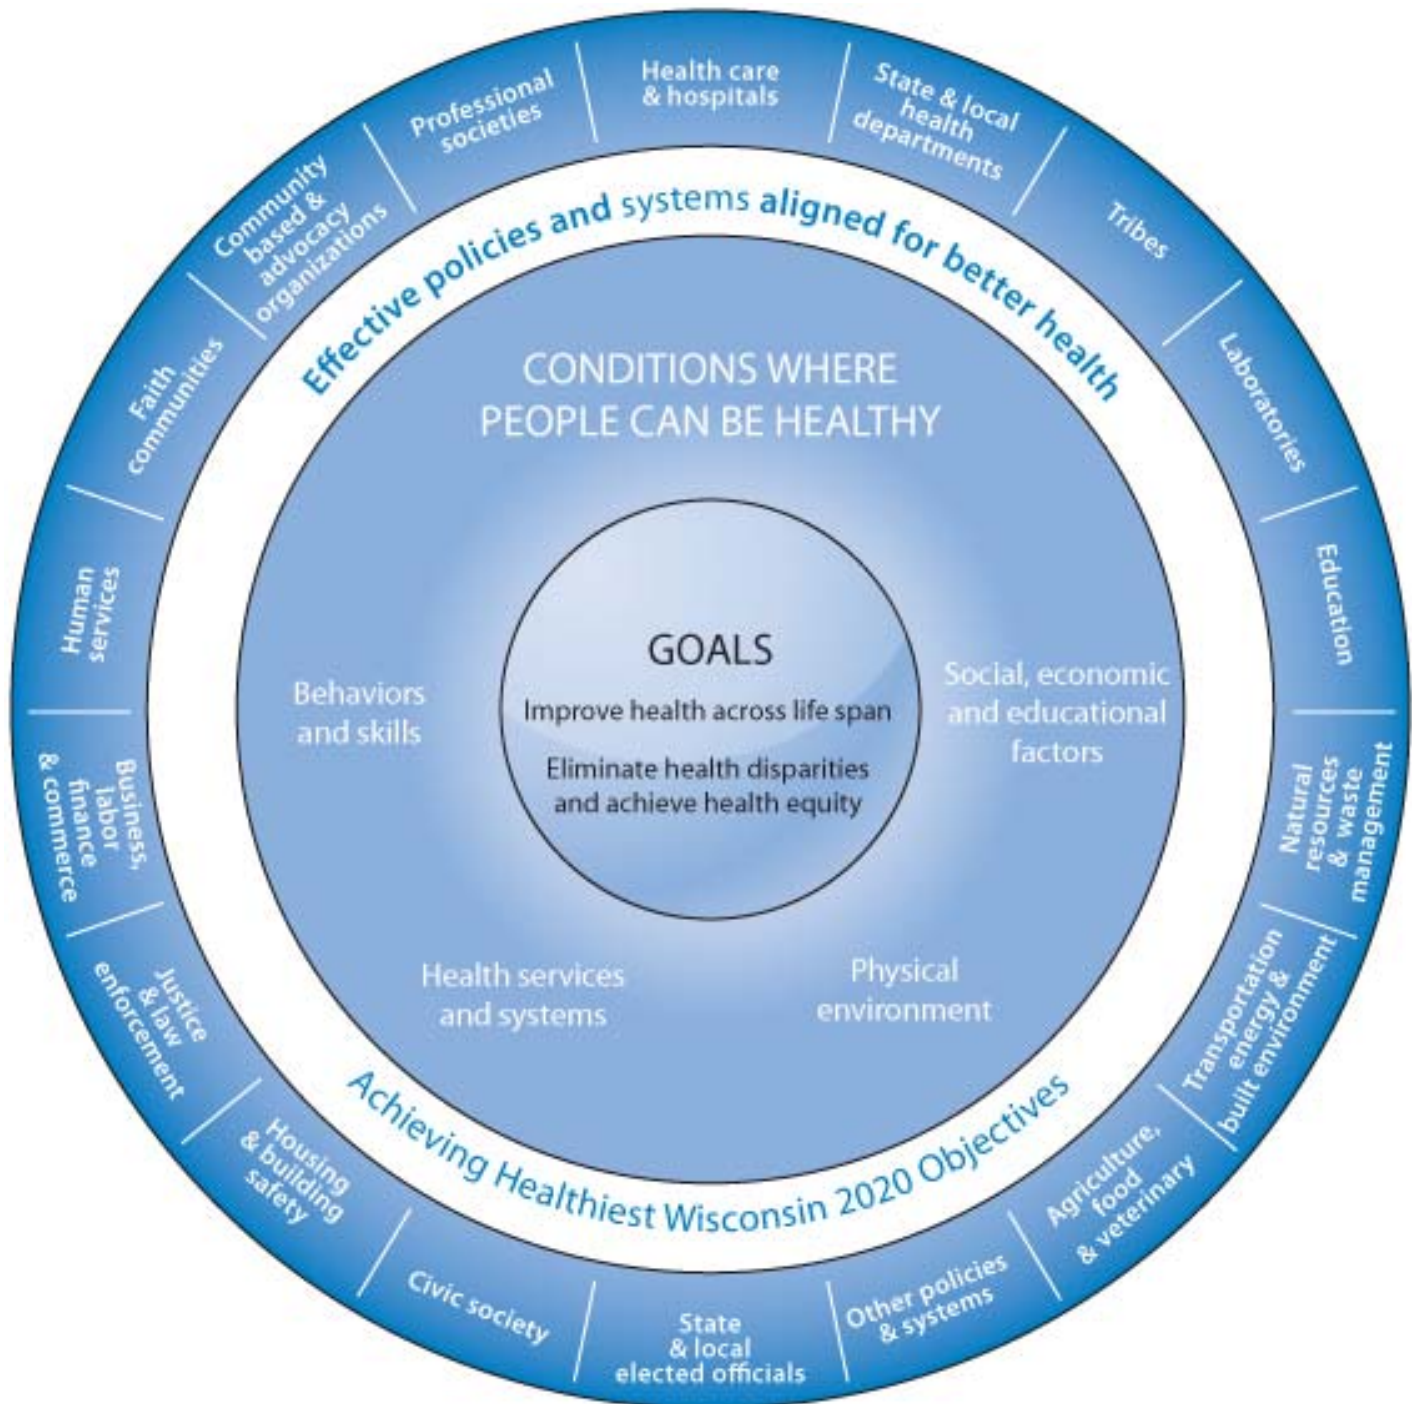 Health care
& hospitals
State & local
health
departments
Tribes
Laboratories
Education
Natural
resources
& waste
management
Transportation
energy &
built environment
Agriculture,
food
& veterinary
Other policies
& systems
State
& local
elected officials
Civic society
Housing
& building
safety
Justice
& law
enforcement
Business,
labor
finance
& commerce
Human
services
Faith
communities
Community
based &
advocacy
organizations
Professional
societies
Effective policies and systems aligned for better health
CONDITIONS WHERE
PEOPLE CAN BE HEALTHY
GOALS
Improve health across life span
Eliminate health disparities
and achieve health equity
Behaviors
and skills
Social, economic
and educational
factors
Health services
and systems
Physical
environment
Achieving Healthiest Wisconsin 2020 Objectives